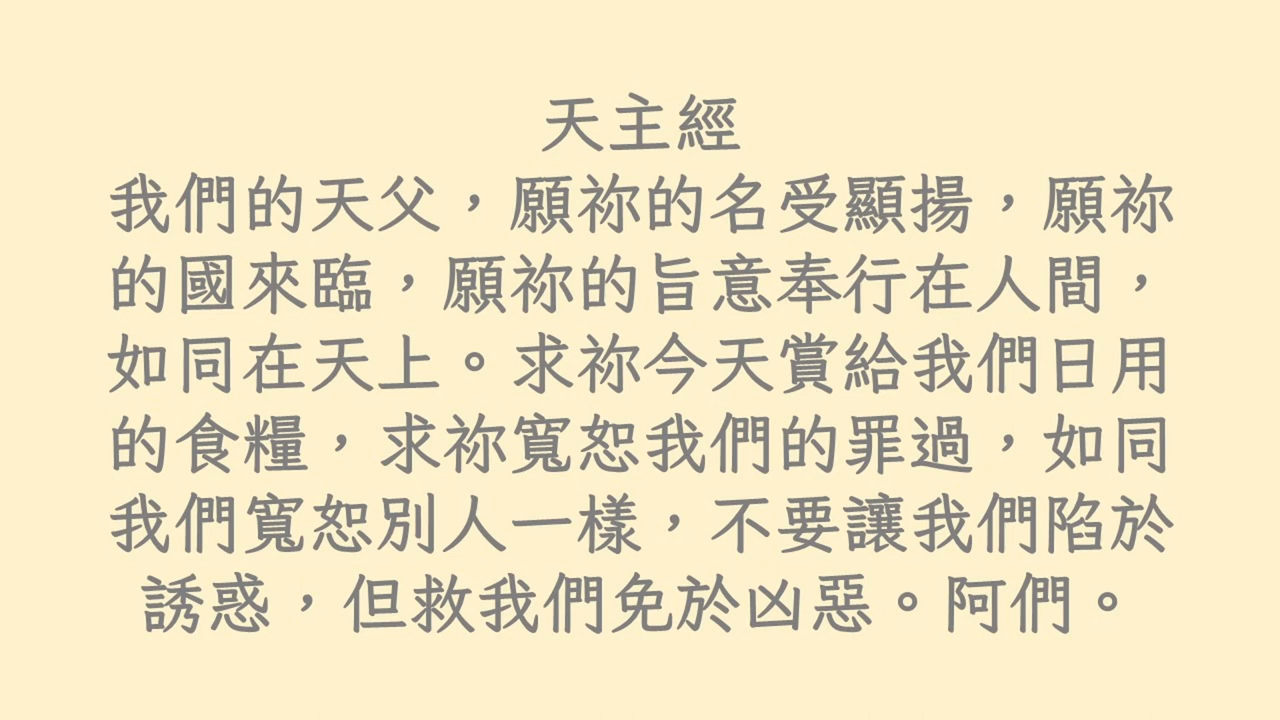 天主經
我們的天父，願祢的名受顯揚，願祢
的國來臨，願祢的旨意奉行在人間，
如同在天上。求祢今天賞給我們日用
的食糧，求祢寬恕我們的罪過，如同
我們寬恕別人一樣，不要讓我們陷於
誘惑，但救我們免於凶惡。阿們。